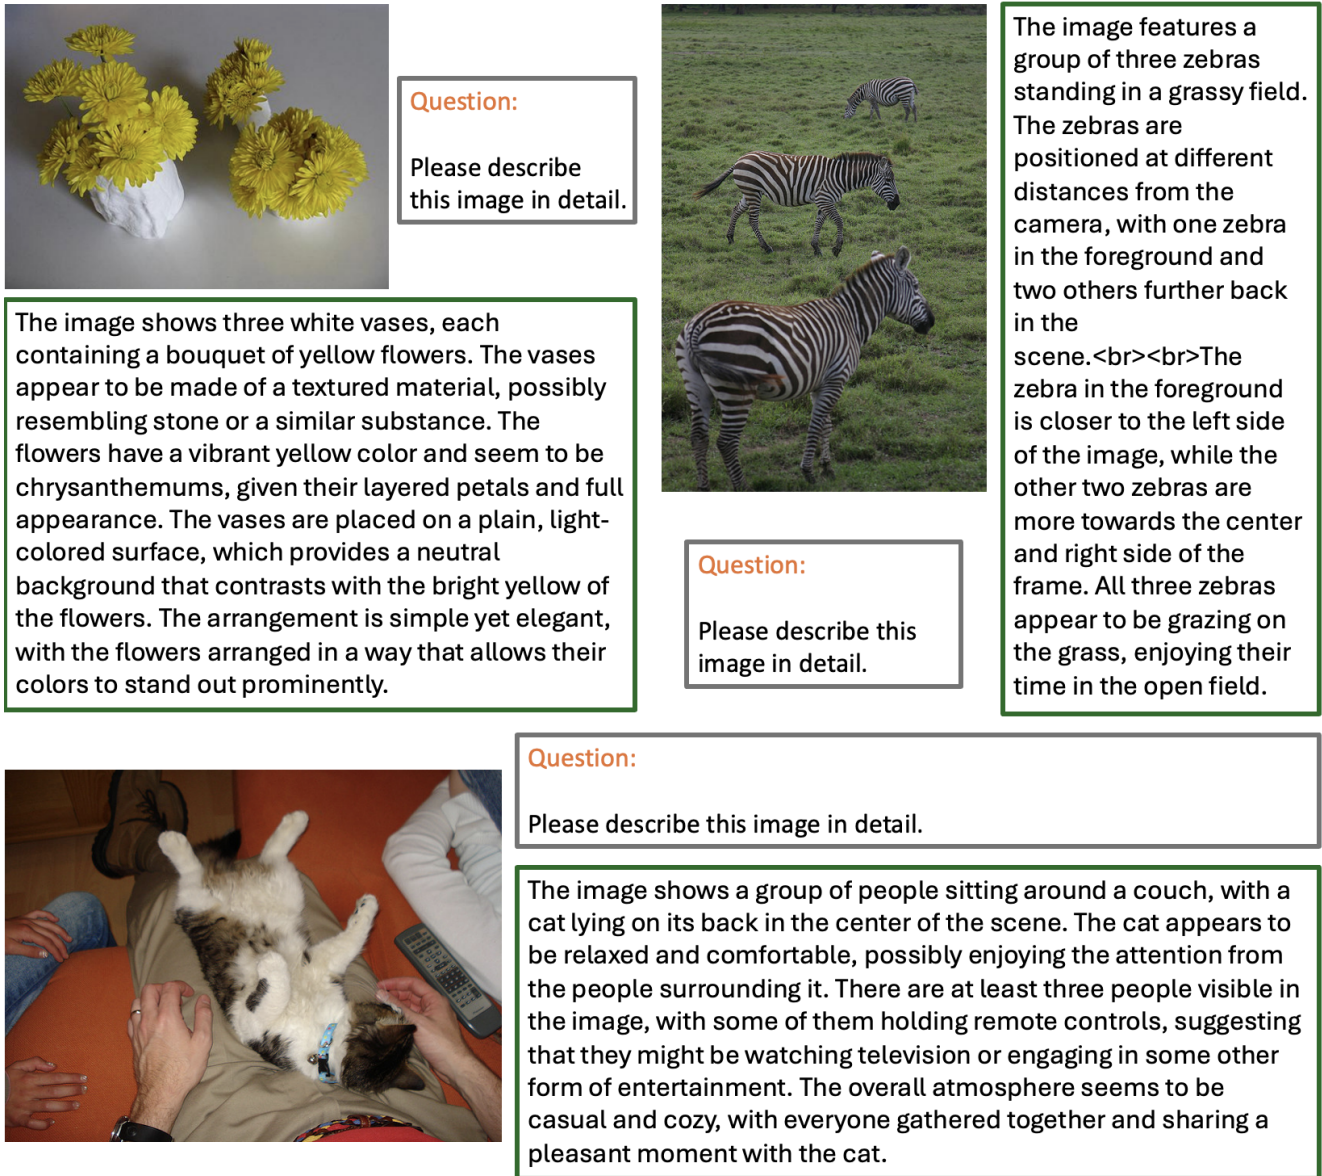 Question:
Please describe
this image in detail.
The image shows three white vases, each
containing a bouquet of yellow flowers. The vases
appear to be made of a textured material, possibly
resembling stone or a similar substance. The
flowers have a vibrant yellow color and seem to be
chrysanthemums, given their layered petals and full
appearance. The vases are placed on a plain, light-
colored surface, which provides a neutral
background that contrasts with the bright yellow of
the flowers. The arrangement is simple yet elegant,
with the flowers arranged in a way that allows their
colors to stand out prominently.
Question:
Please describe this
image in detail.
The image features a
group of three zebras
standing in a grassy field.
The zebras are
positioned at different
distances from the
camera, with one zebra
in the foreground and
two others further back
in the
scene.<br><br>The
zebra in the foreground
is closer to the left side
of the image, while the
other two zebras are
more towards the center
and right side of the
frame. All three zebras
appear to be grazing on
the grass, enjoying their
time in the open field.
Question:
Please describe this image in detail.
The image shows a group of people sitting around a couch, with a
cat lying on its back in the center of the scene. The cat appears to
be relaxed and comfortable, possibly enjoying the attention from
the people surrounding it. There are at least three people visible in
the image, with some of them holding remote controls, suggesting
that they might be watching television or engaging in some other
form of entertainment. The overall atmosphere seems to be
casual and cozy, with everyone gathered together and sharing a
pleasant moment with the cat.